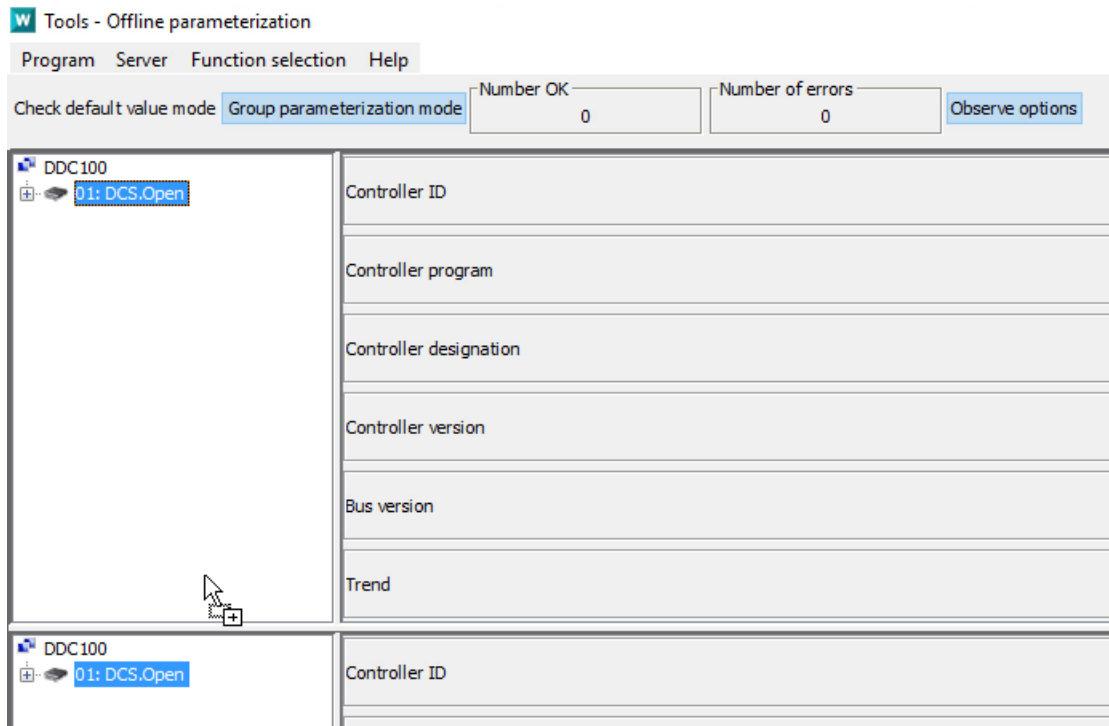 W Tools - Offline parameterization
Program Server Function selection Help
Check default value mode Group parameterization mode Number OK 0 Number of errors 0 Observe options
DDC100
01: DCS.Open
Controller ID
Controller program
Controller designation
Controller version
Bus version
Trend
DDC100
01: DCS.Open
Controller ID